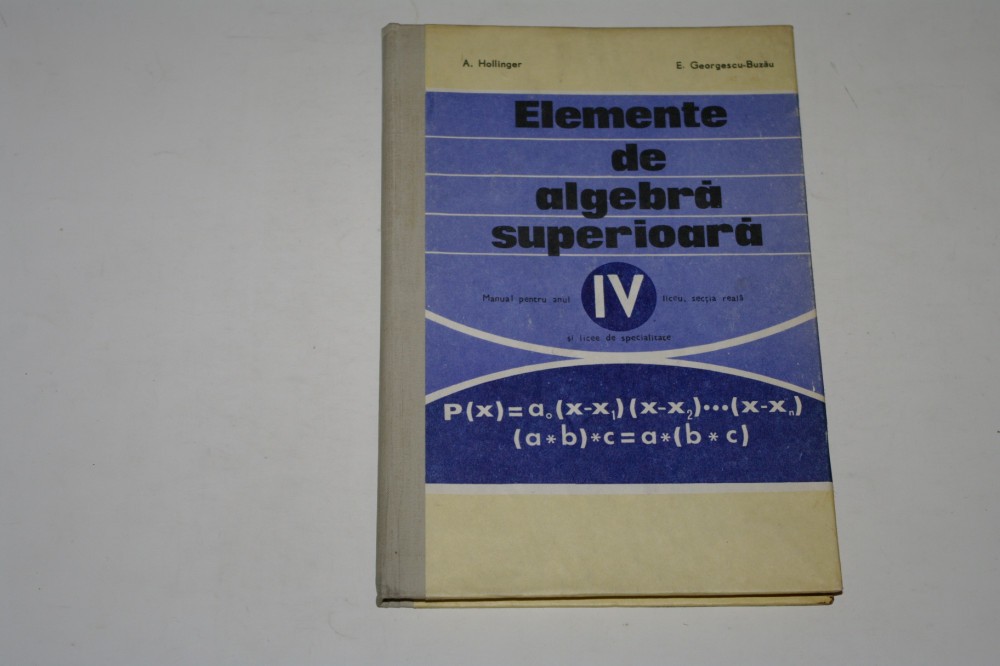 A. Hollinger E. Georgescu-Buzău
Elemente
de
algebră
superioară
Manual pentru anul IV liceu, secția reală
și licee de specialitate
P(x)=a₀(x-x₁)(x-x₂)•••(x-xₙ)
(a*b)*c=a*(b*c)